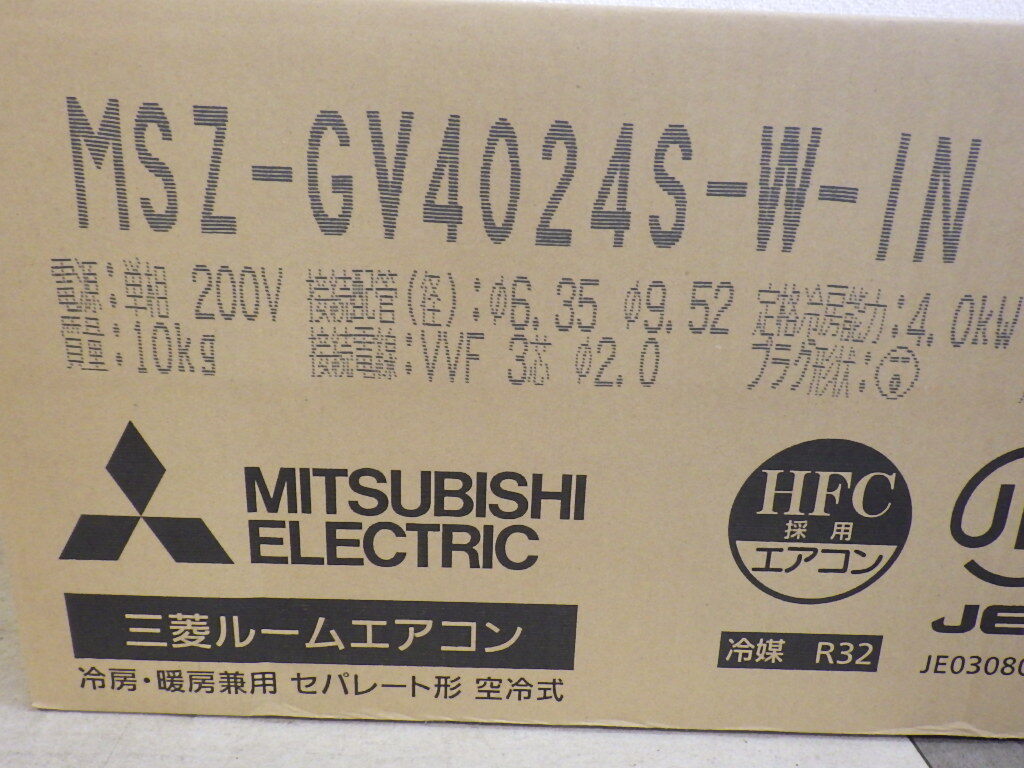 MSZ-GV4024S-W-IN
電源:単相 200V 接続配管(径):φ6.35 φ9.52 定格冷房能力:4.0kW
質量:10kg 接続電線:VVF 3芯 φ2.0 プラグ形状:
MITSUBISHI
ELECTRIC
三菱ルームエアコン
冷房・暖房兼用 セパレート形 空冷式
HFC
採用
エアコン
冷媒 R32
JE
JE03080